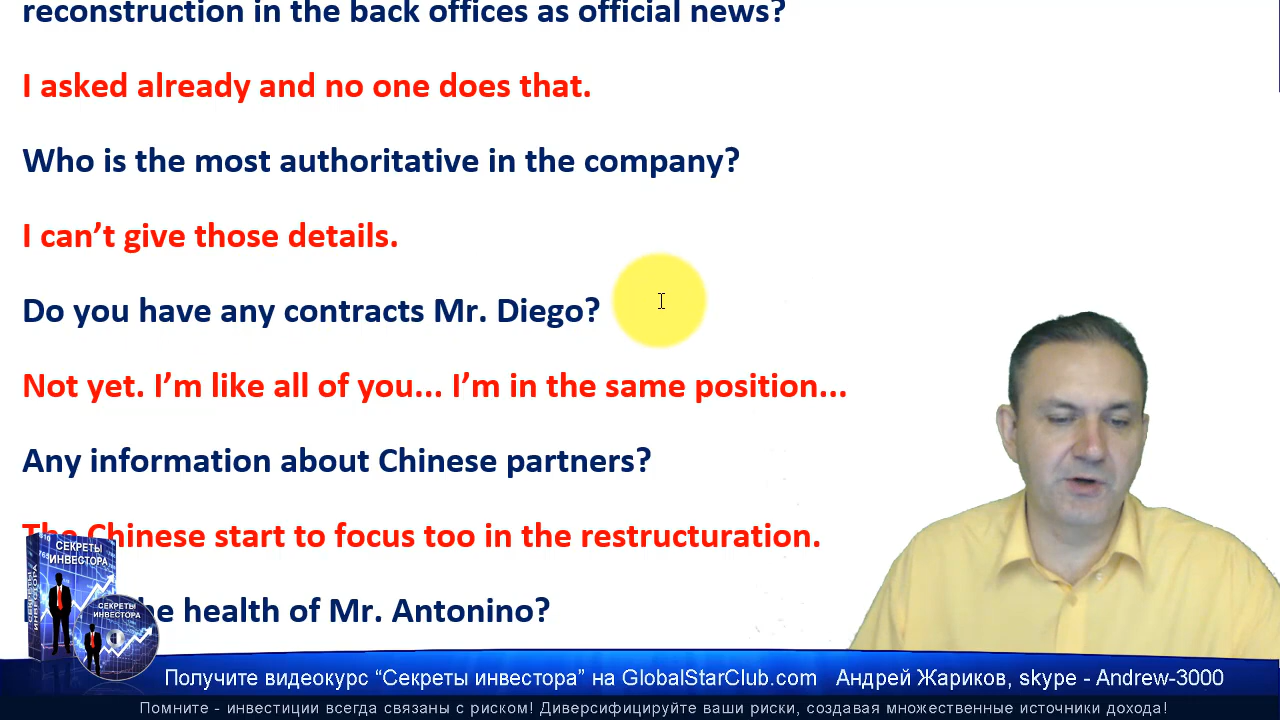 reconstruction in the back offices as official news?
I asked already and no one does that.
Who is the most authoritative in the company?
I can’t give those details.
Do you have any contracts Mr. Diego?
Not yet. I’m like all of you... I’m in the same position...
Any information about Chinese partners?
The Chinese start to focus too in the restructuration.
the health of Mr. Antonino?
СЕКРЕТЫ
ИНВЕСТОРА
СЕКРЕТЫ
ИНВЕСТОРА
СЕКРЕТЫ
ИНВЕСТОРА
Получите видеокурс “Секреты инвестора” на GlobalStarClub.com Андрей Жариков, skype - Andrew-3000
Помните - инвестиции всегда связаны с риском! Диверсифицируйте ваши риски, создавая множественные источники дохода!